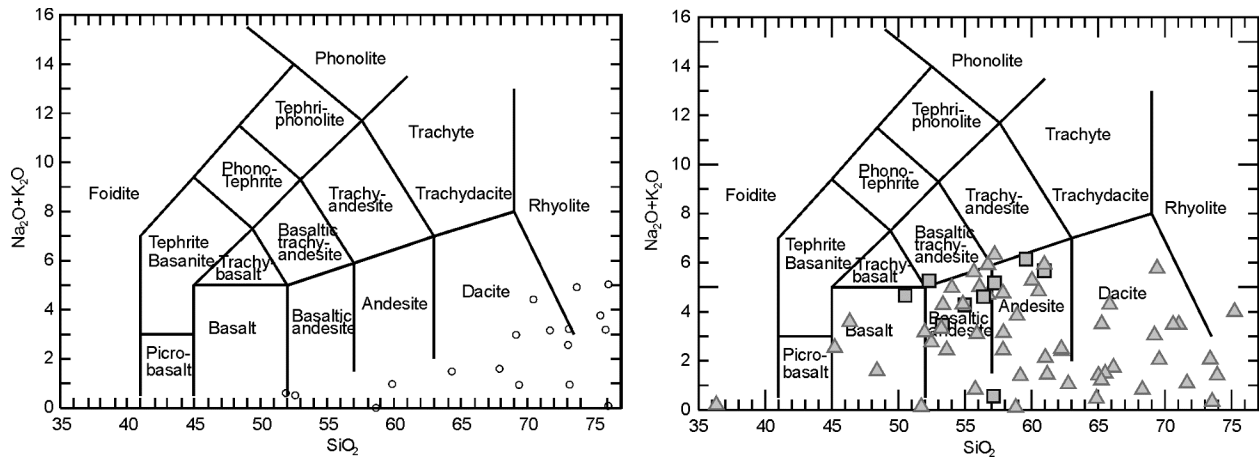 16
14
12
10
8
6
4
2
0
Na₂O+K₂O
Phonolite
Tephri-
phonolite
Trachyte
Phono-
Tephrite
Foidite
Trachy-
andesite
Trachydacite
Rhyolite
Tephrite
Basanite
Basaltic
trachy-
andesite
Trachy-
basalt
Basalt
Basaltic
andesite
Andesite
Dacite
Picro-
basalt
35 40 45 50 55 60 65 70 75
SiO₂
16
14
12
10
8
6
4
2
0
Na₂O+K₂O
Phonolite
Tephri-
phonolite
Trachyte
Phono-
Tephrite
Foidite
Trachy-
andesite
Trachydacite
Rhyolite
Tephrite
Basanite
Basaltic
trachy-
andesite
Trachy-
basalt
Basalt
Basaltic
andesite
Andesite
Dacite
Picro-
basalt
35 40 45 50 55 60 65 70 75
SiO₂